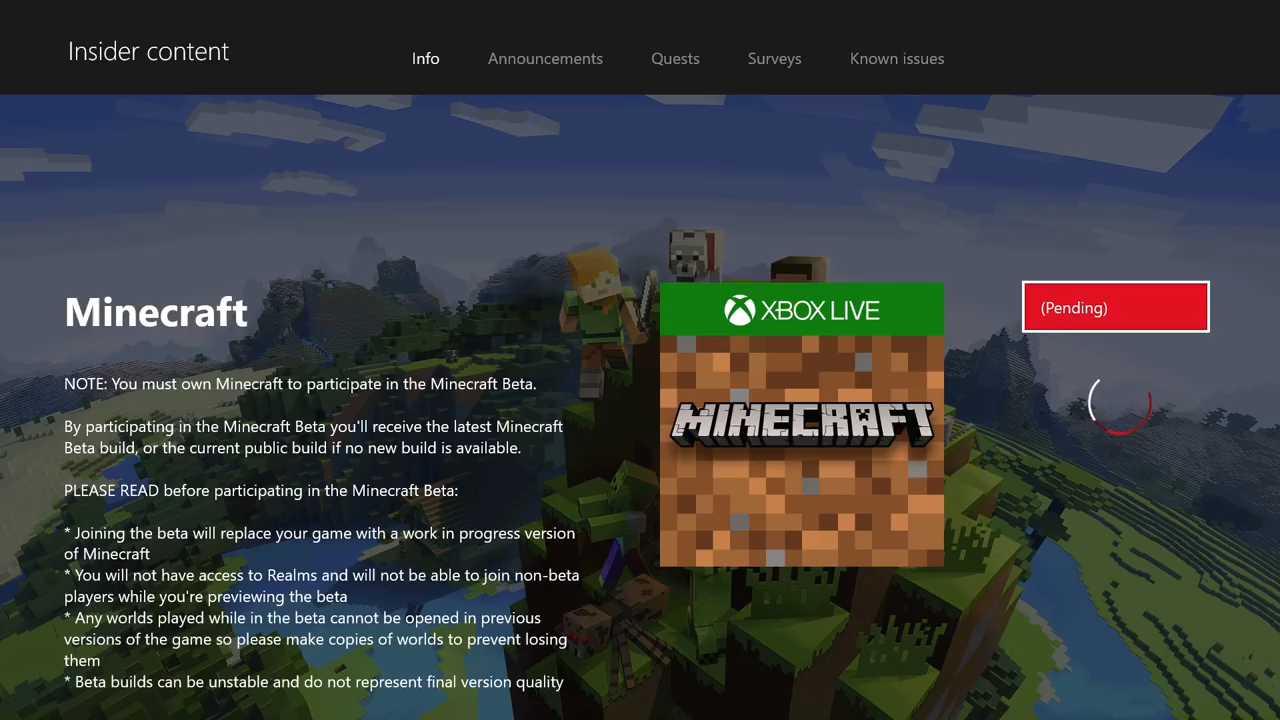 Insider content
Info
Announcements
Quests
Surveys
Known issues
Minecraft
NOTE: You must own Minecraft to participate in the Minecraft Beta.
By participating in the Minecraft Beta you'll receive the latest Minecraft
Beta build, or the current public build if no new build is available.
PLEASE READ before participating in the Minecraft Beta:
* Joining the beta will replace your game with a work in progress version
of Minecraft
* You will not have access to Realms and will not be able to join non-beta
players while you're previewing the beta
* Any worlds played while in the beta cannot be opened in previous
versions of the game so please make copies of worlds to prevent losing
them
* Beta builds can be unstable and do not represent final version quality
XBOX LIVE
MINECRAFT
(Pending)